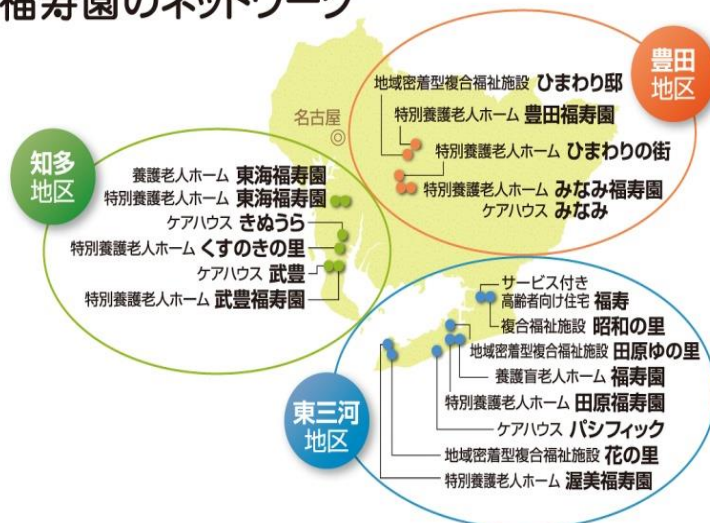 福寿園のネットワーク
豊田
地区
地域密着型複合福祉施設 ひまわり邸
特別養護老人ホーム 豊田福寿園
特別養護老人ホーム ひまわりの街
特別養護老人ホーム みなみ福寿園
ケアハウス みなみ
名古屋
知多
地区
養護老人ホーム 東海福寿園
特別養護老人ホーム 東海福寿園
ケアハウス きぬうら
特別養護老人ホーム くすのきの里
ケアハウス 武豊
特別養護老人ホーム 武豊福寿園
東三河
地区
サービス付き
高齢者向け住宅 福寿
複合福祉施設 昭和の里
地域密着型複合福祉施設 田原ゆの里
養護盲老人ホーム 福寿園
特別養護老人ホーム 田原福寿園
ケアハウス パシフィック
地域密着型複合福祉施設 花の里
特別養護老人ホーム 渥美福寿園